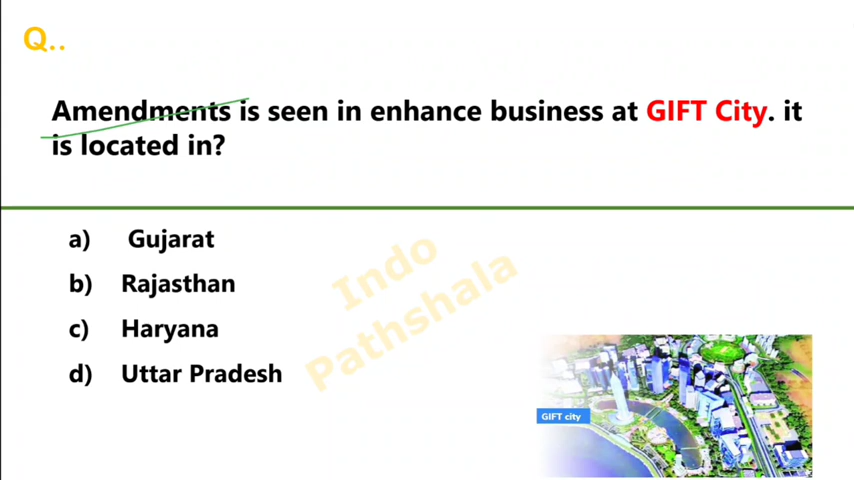 Q..
Amendments is seen in enhance business at GIFT City. it
is located in?
a) Gujarat
b) Rajasthan
c) Haryana
d) Uttar Pradesh
Indo
Pathshala
GIFT city